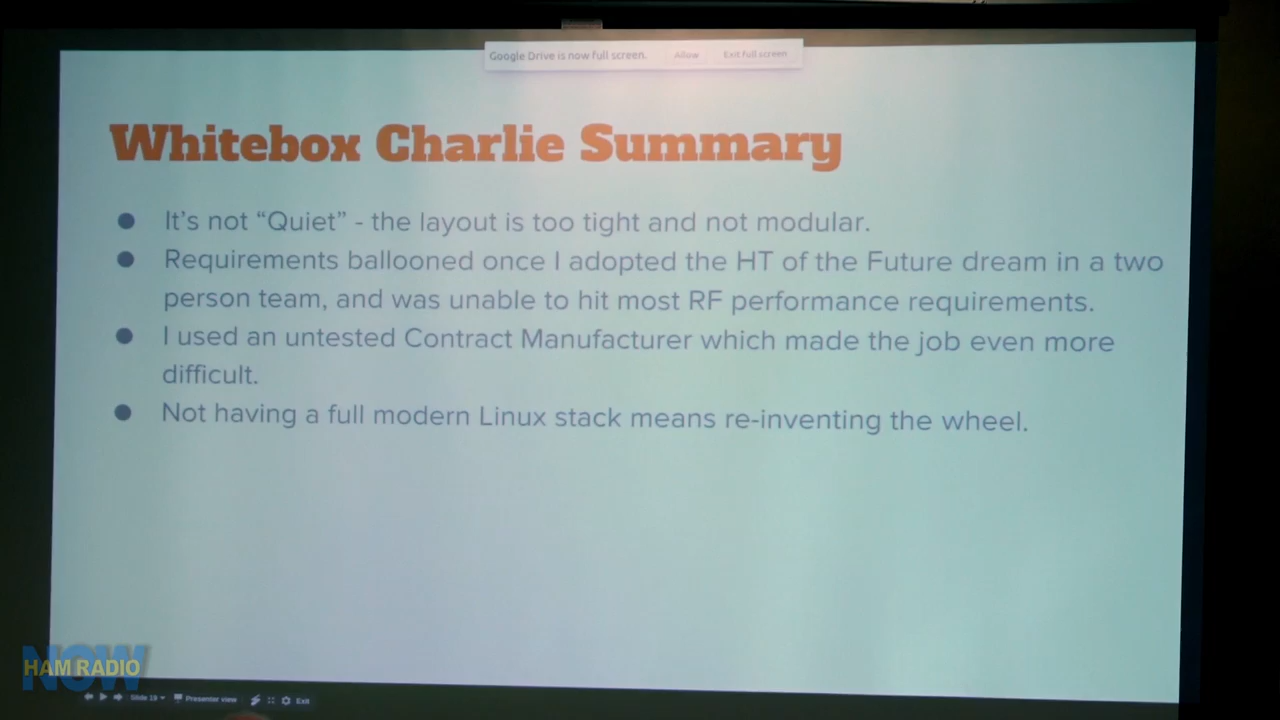 Google Drive is now full screen. Allow Exit full screen
Whitebox Charlie Summary
● It's not “Quiet” - the layout is too tight and not modular.
● Requirements ballooned once I adopted the HT of the Future dream in a two
person team, and was unable to hit most RF performance requirements.
● I used an untested Contract Manufacturer which made the job even more
difficult.
● Not having a full modern Linux stack means re-inventing the wheel.
NOW
HAM RADIO
Slide 19 Presenter view Exit